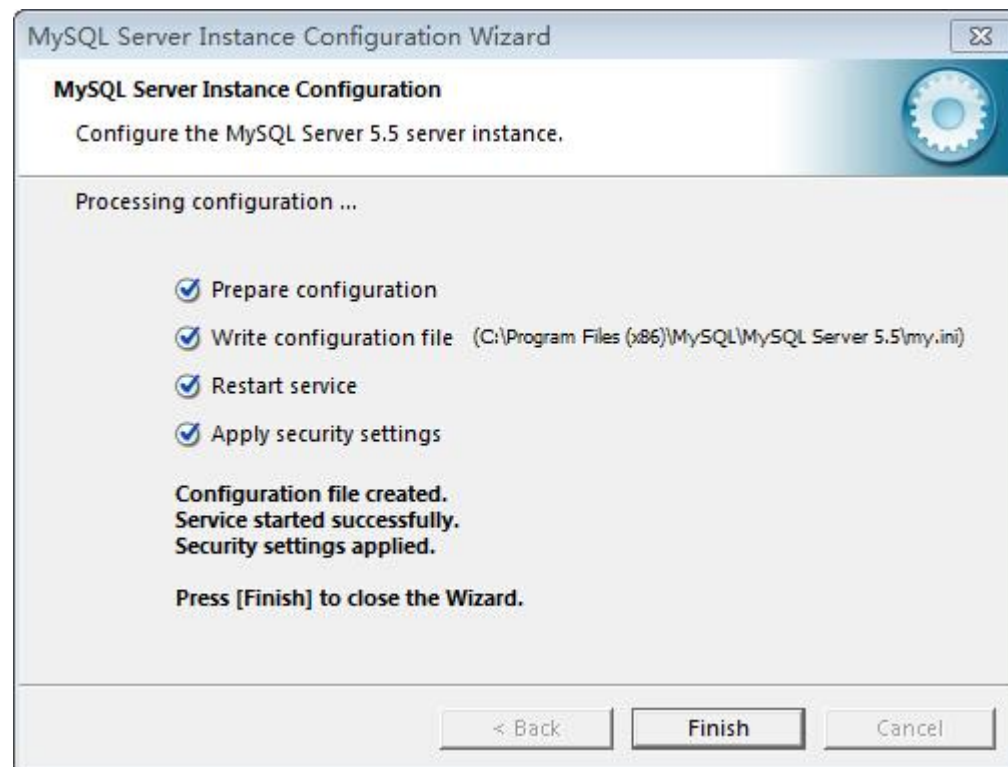 MySQL Server Instance Configuration Wizard
MySQL Server Instance Configuration
Configure the MySQL Server 5.5 server instance.
Processing configuration ...
Prepare configuration
Write configuration file (C:\Program Files (x86)\MySQL\MySQL Server 5.5\my.ini)
Restart service
Apply security settings
Configuration file created.
Service started successfully.
Security settings applied.
Press [Finish] to close the Wizard.
< Back Finish Cancel